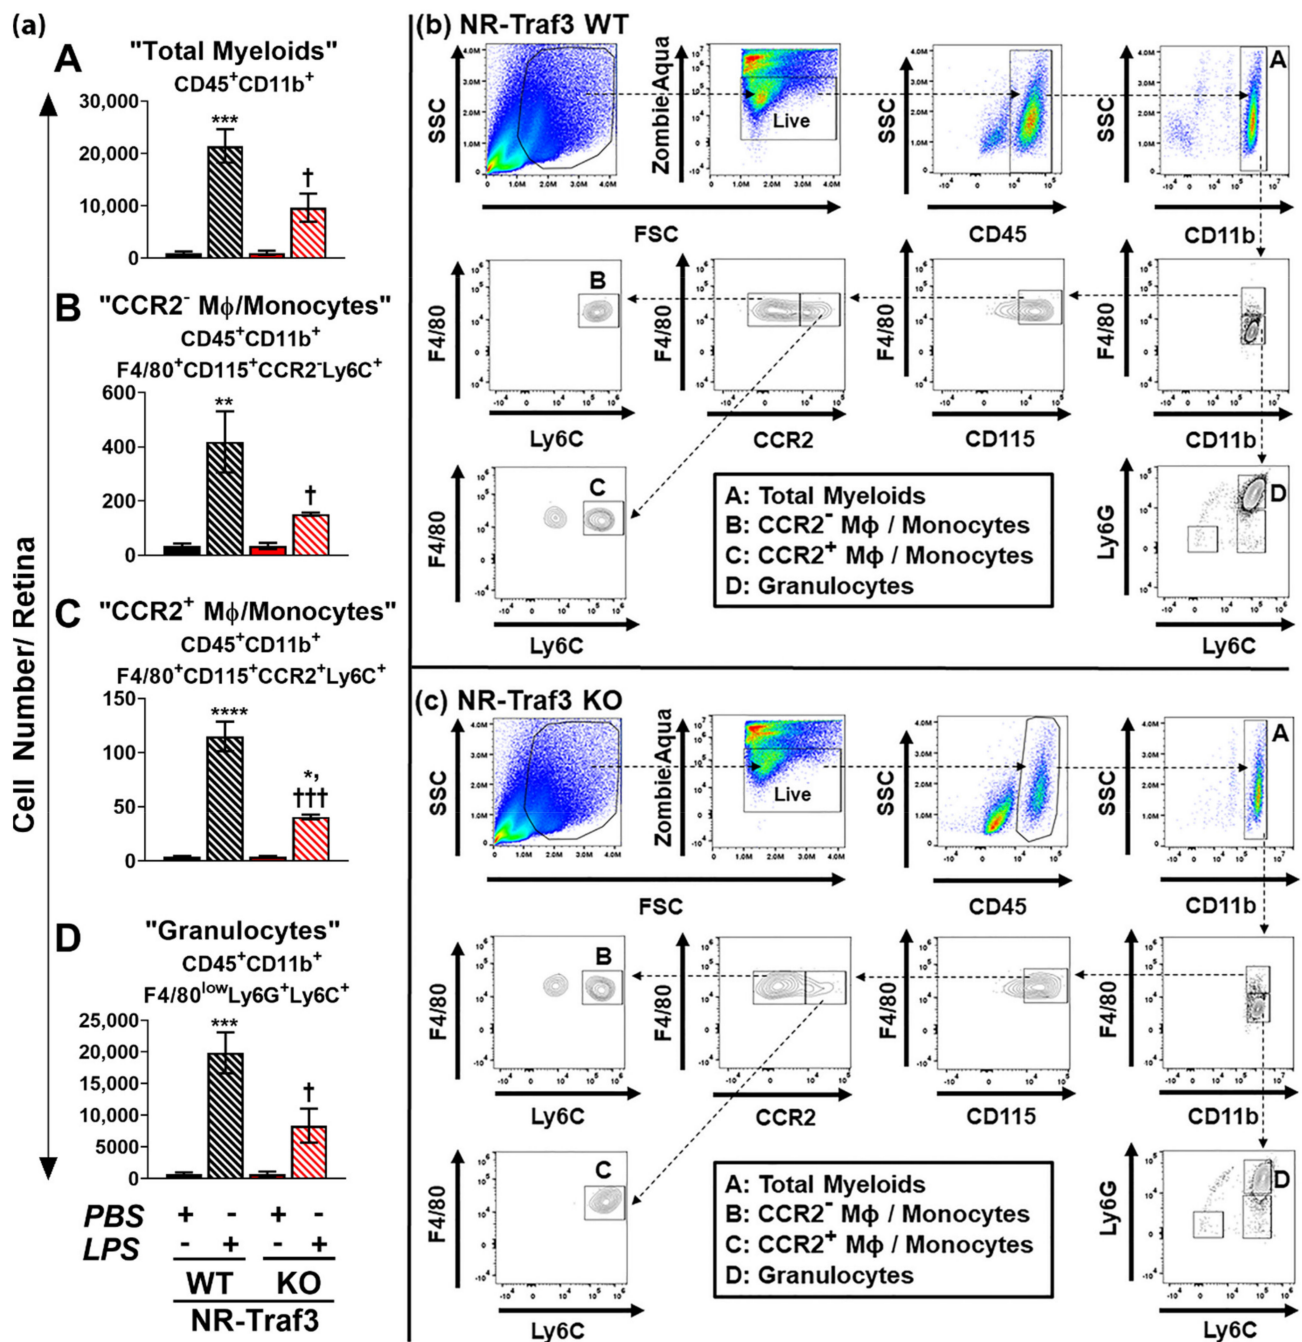 (a)
A "Total Myeloids"
CD45⁺CD11b⁺
30,000
20,000
10,000
0
***
†
B "CCR2⁻ Mϕ/Monocytes"
CD45⁺CD11b⁺
F4/80⁺CD115⁺CCR2⁻Ly6C⁺
600
400
200
0
**
†
C "CCR2⁺ Mϕ/Monocytes"
CD45⁺CD11b⁺
F4/80⁺CD115⁺CCR2⁺Ly6C⁺
150
100
50
0
****
*,
†††
D "Granulocytes"
CD45⁺CD11b⁺
F4/80ˡᵒʷLy6G⁺Ly6C⁺
25,000
20,000
15,000
10,000
5000
0
***
†
Cell Number/ Retina
PBS + - + -
LPS - + - +
WT KO
NR-Traf3
(b) NR-Traf3 WT
SSC
Zombie Aqua
Live
FSC
SSC
CD45
SSC
A
CD11b
F4/80
B
Ly6C
F4/80
CCR2
F4/80
CD115
F4/80
CD11b
F4/80
C
Ly6C
A: Total Myeloids
B: CCR2⁻ Mϕ / Monocytes
C: CCR2⁺ Mϕ / Monocytes
D: Granulocytes
Ly6G
D
Ly6C
(c) NR-Traf3 KO
SSC
Zombie Aqua
Live
FSC
SSC
CD45
SSC
A
CD11b
F4/80
B
Ly6C
F4/80
CCR2
F4/80
CD115
F4/80
CD11b
F4/80
C
Ly6C
A: Total Myeloids
B: CCR2⁻ Mϕ / Monocytes
C: CCR2⁺ Mϕ / Monocytes
D: Granulocytes
Ly6G
D
Ly6C